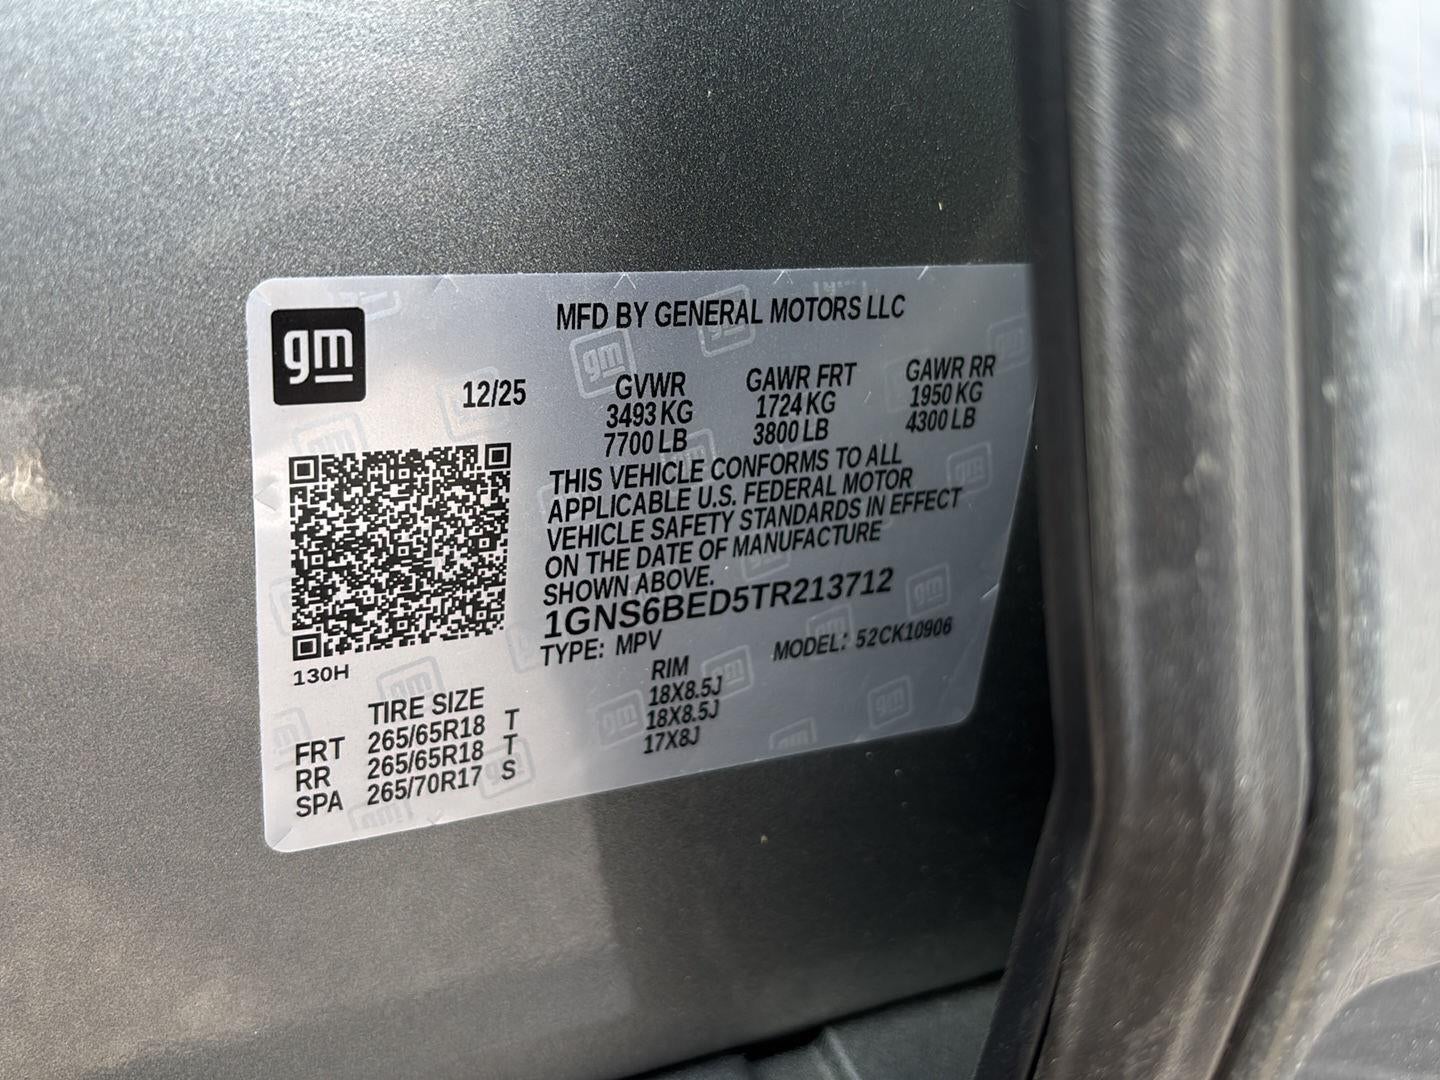 gm
MFD BY GENERAL MOTORS LLC
12/25 GVWR GAWR FRT GAWR RR
3493 KG 1724 KG 1950 KG
7700 LB 3800 LB 4300 LB
THIS VEHICLE CONFORMS TO ALL
APPLICABLE U.S. FEDERAL MOTOR
VEHICLE SAFETY STANDARDS IN EFFECT
ON THE DATE OF MANUFACTURE
SHOWN ABOVE.
1GNS6BED5TR213712
TYPE: MPV MODEL: 52CK10906
130H
TIRE SIZE RIM
FRT 265/65R18 T 18X8.5J
RR 265/65R18 T 18X8.5J
SPA 265/70R17 S 17X8J